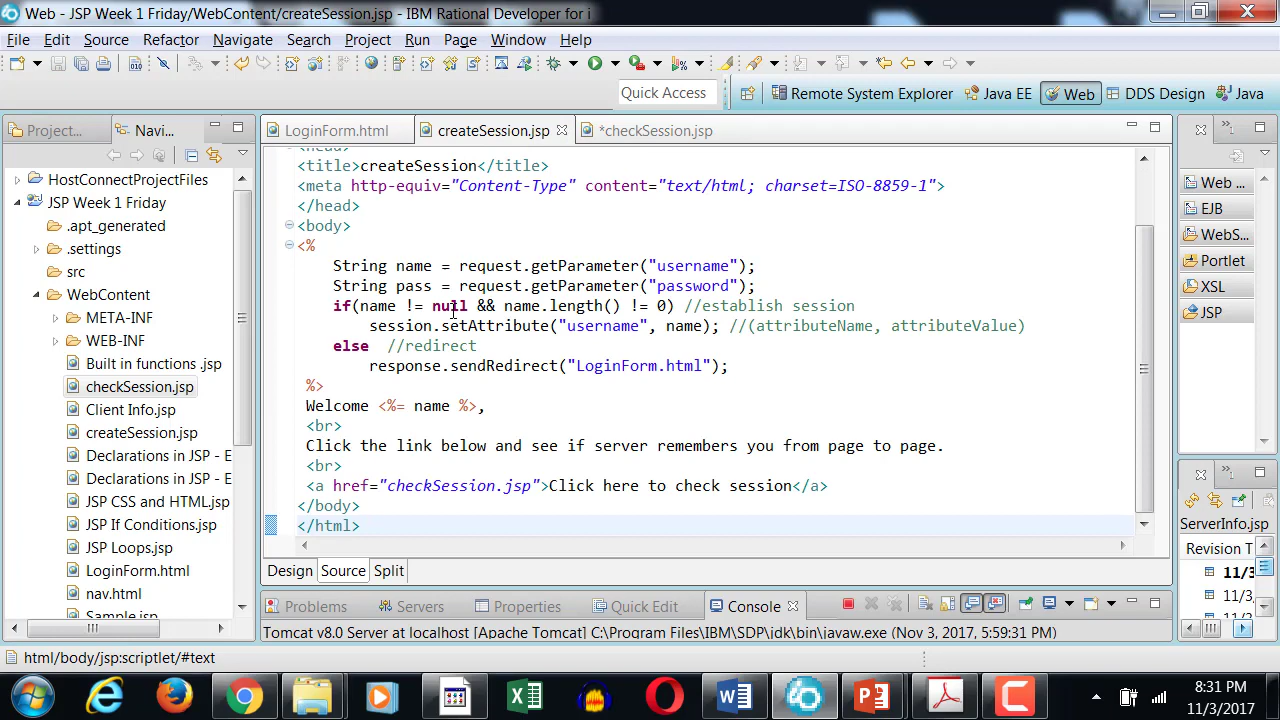 Web - JSP Week 1 Friday/WebContent/createSession.jsp - IBM Rational Developer for i
File Edit Source Refactor Navigate Search Project Run Page Window Help
Quick Access
Remote System Explorer Java EE Web DDS Design Java
Project... Navi...
LoginForm.html createSession.jsp *checkSession.jsp
HostConnectProjectFiles
JSP Week 1 Friday
.apt_generated
.settings
src
WebContent
META-INF
WEB-INF
Built in functions .jsp
checkSession.jsp
Client Info.jsp
createSession.jsp
Declarations in JSP - E
Declarations in JSP - E
JSP CSS and HTML.jsp
JSP If Conditions.jsp
JSP Loops.jsp
LoginForm.html
nav.html
Sample.jsp
<head>
<title>createSession</title>
<meta http-equiv="Content-Type" content="text/html; charset=ISO-8859-1">
</head>
<body>
<%
String name = request.getParameter("username");
String pass = request.getParameter("password");
if(name != null && name.length() != 0) //establish session
session.setAttribute("username", name); //(attributeName, attributeValue)
else //redirect
response.sendRedirect("LoginForm.html");
%>
Welcome <%= name %>,
<br>
Click the link below and see if server remembers you from page to page.
<br>
<a href="checkSession.jsp">Click here to check session</a>
</body>
</html>
Design Source Split
Web ...
EJB
WebS...
Portlet
XSL
JSP
ServerInfo.jsp
Revision T
11/3
11/3,
Problems Servers Properties Quick Edit Console
Tomcat v8.0 Server at localhost [Apache Tomcat] C:\Program Files\IBM\SDP\jdk\bin\javaw.exe (Nov 3, 2017, 5:59:31 PM)
html/body/jsp:scriptlet/#text
8:31 PM
11/3/2017